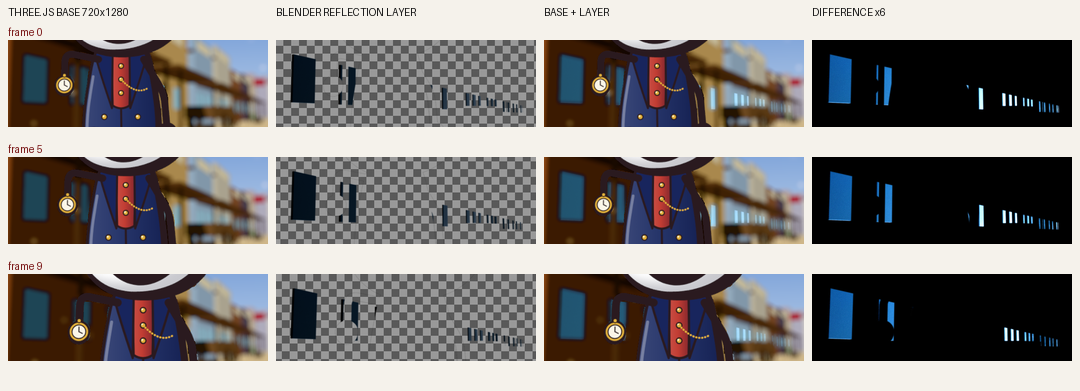 THREE.JS BASE 720x1280
BLENDER REFLECTION LAYER
BASE + LAYER
DIFFERENCE x6
frame 0
frame 5
frame 9